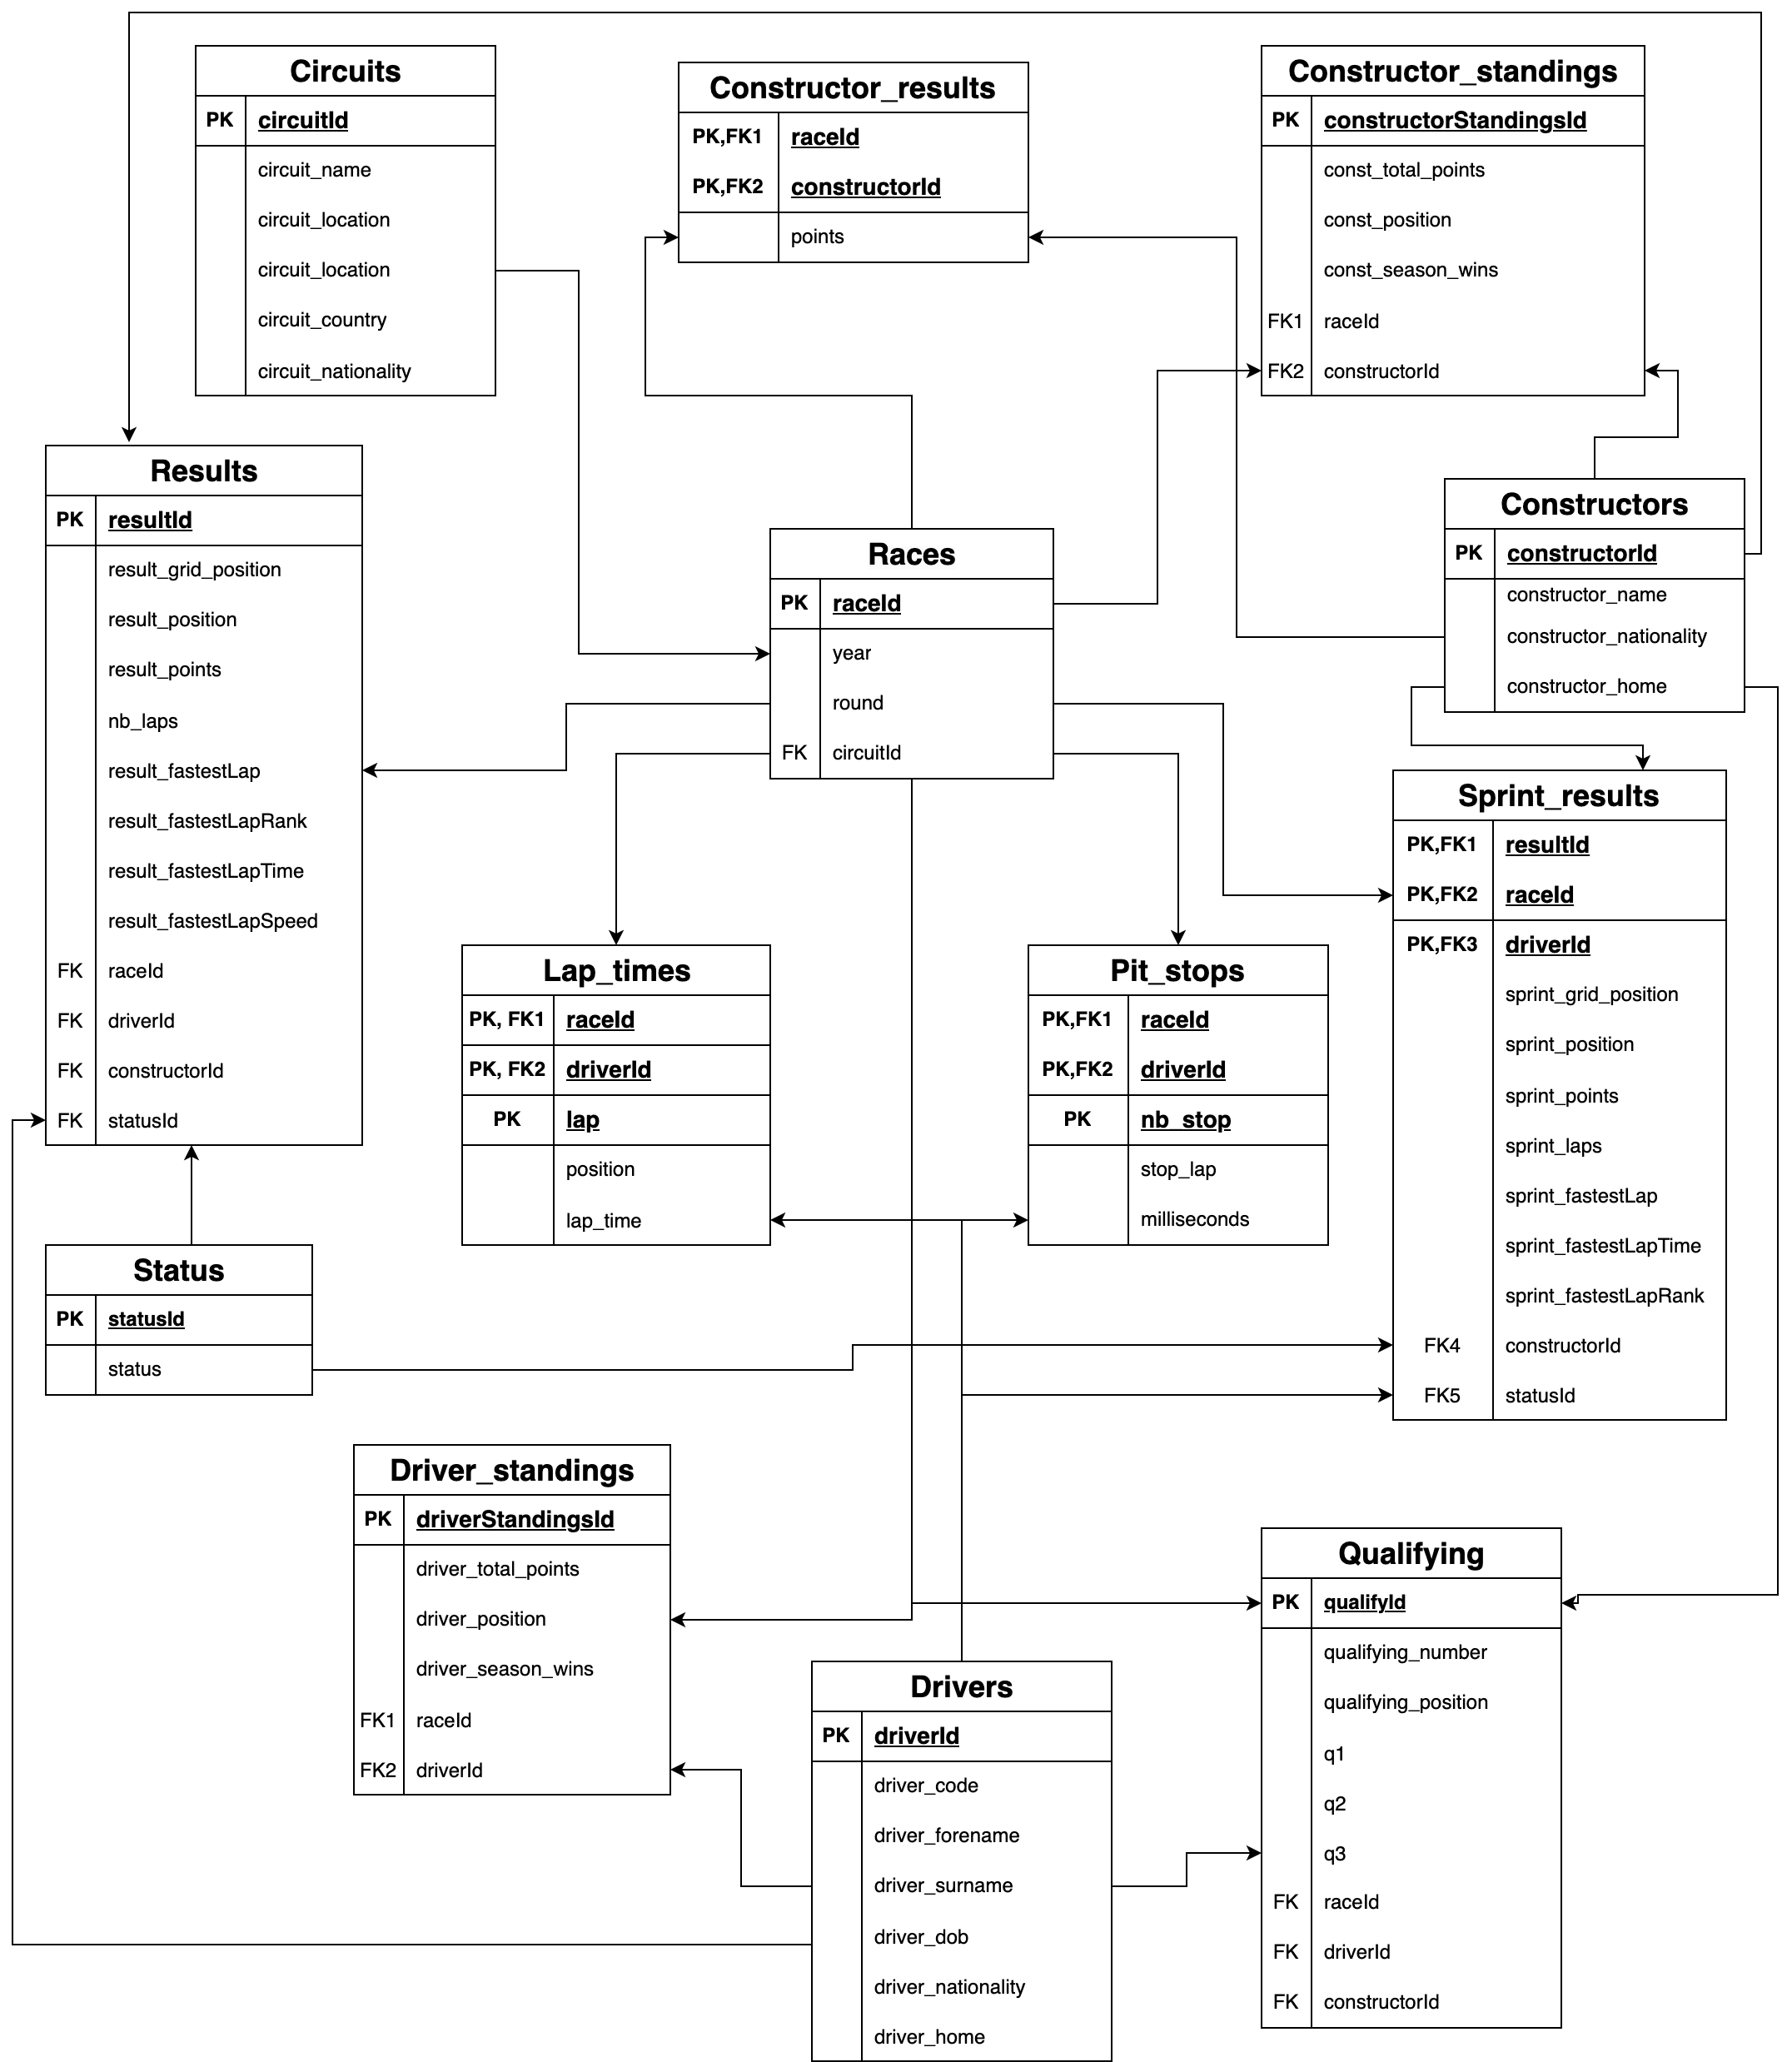 Circuits
PK circuitId
circuit_name
circuit_location
circuit_location
circuit_country
circuit_nationality
Constructor_results
PK,FK1 raceId
PK,FK2 constructorId
points
Constructor_standings
PK constructorStandingsId
const_total_points
const_position
const_season_wins
FK1 raceId
FK2 constructorId
Results
PK resultId
result_grid_position
result_position
result_points
nb_laps
result_fastestLap
result_fastestLapRank
result_fastestLapTime
result_fastestLapSpeed
FK raceId
FK driverId
FK constructorId
FK statusId
Races
PK raceId
year
round
FK circuitId
Constructors
PK constructorId
constructor_name
constructor_nationality
constructor_home
Lap_times
PK, FK1 raceId
PK, FK2 driverId
PK lap
position
lap_time
Pit_stops
PK,FK1 raceId
PK,FK2 driverId
PK nb_stop
stop_lap
milliseconds
Sprint_results
PK,FK1 resultId
PK,FK2 raceId
PK,FK3 driverId
sprint_grid_position
sprint_position
sprint_points
sprint_laps
sprint_fastestLap
sprint_fastestLapTime
sprint_fastestLapRank
FK4 constructorId
FK5 statusId
Status
PK statusId
status
Driver_standings
PK driverStandingsId
driver_total_points
driver_position
driver_season_wins
FK1 raceId
FK2 driverId
Drivers
PK driverId
driver_code
driver_forename
driver_surname
driver_dob
driver_nationality
driver_home
Qualifying
PK qualifyId
qualifying_number
qualifying_position
q1
q2
q3
FK raceId
FK driverId
FK constructorId